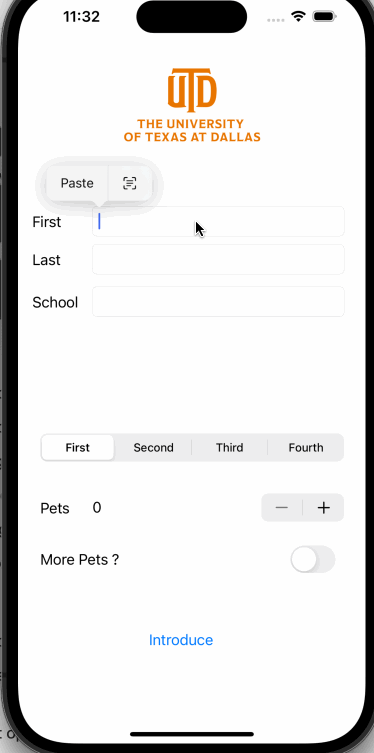 11:32
UTD
THE UNIVERSITY
OF TEXAS AT DALLAS
Paste
First
Last
School
First Second Third Fourth
Pets 0 − +
More Pets ?
Introduce